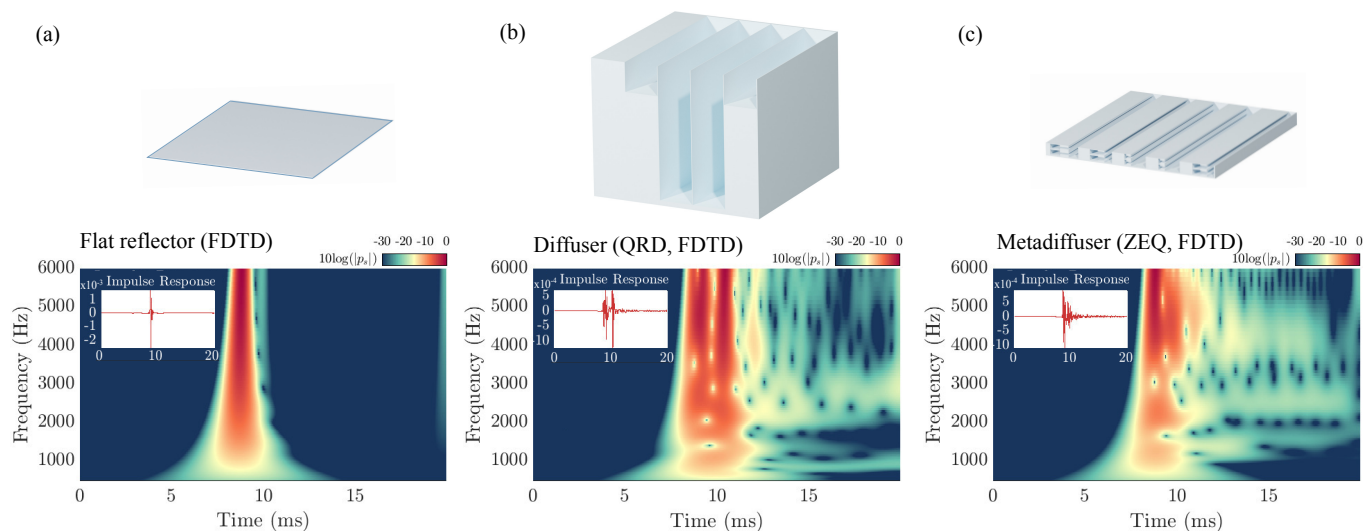 (a)
(b)
(c)
Flat reflector (FDTD)
-30 -20 -10 0
10log(|pₛ|)
Diffuser (QRD, FDTD)
-30 -20 -10 0
10log(|pₛ|)
Metadiffuser (ZEQ, FDTD)
-30 -20 -10 0
10log(|pₛ|)
6000
5000
4000
3000
2000
1000
Frequency (Hz)
x10⁻³ Impulse Response
1
0
-1
-2
0 10 20
0 5 10 15
Time (ms)
6000
5000
4000
3000
2000
1000
Frequency (Hz)
x10⁻⁴ Impulse Response
5
0
-5
-10
0 10 20
0 5 10 15
Time (ms)
6000
5000
4000
3000
2000
1000
Frequency (Hz)
x10⁻⁴ Impulse Response
5
0
-5
-10
0 10 20
0 5 10 15
Time (ms)